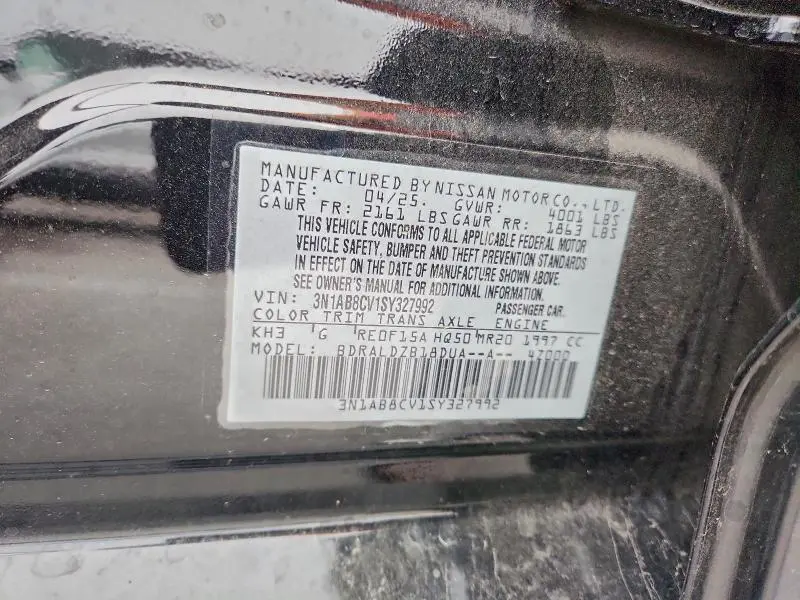 MANUFACTURED BY NISSAN MOTOR CO., LTD.
DATE: 04/25. GVWR: 4001 LBS
GAWR FR: 2161 LBS GAWR RR: 1863 LBS
THIS VEHICLE CONFORMS TO ALL APPLICABLE FEDERAL MOTOR
VEHICLE SAFETY, BUMPER AND THEFT PREVENTION STANDARDS
IN EFFECT ON THE DATE OF MANUFACTURE SHOWN ABOVE.
SEE OWNER'S MANUAL FOR ADDITIONAL INFORMATION.
VIN: 3N1AB8CV1SY327992 PASSENGER CAR.
COLOR TRIM TRANS AXLE ENGINE
KH3 G RE0F15A HQ50 MR20 1997 CC
MODEL: BDRALDZB18DUA--A-- 47000
3N1AB8CV1SY327992